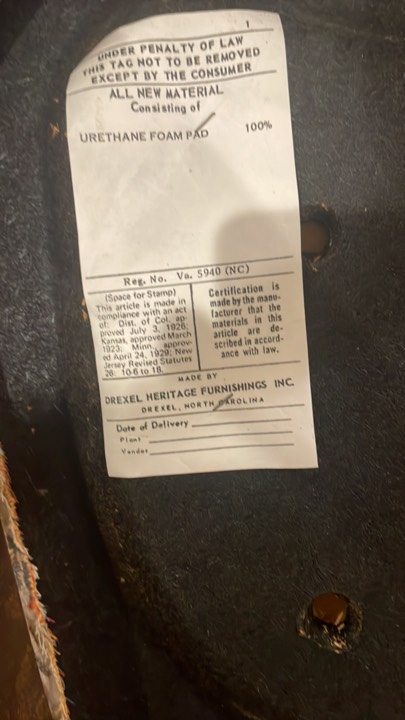 1
UNDER PENALTY OF LAW
THIS TAG NOT TO BE REMOVED
EXCEPT BY THE CONSUMER
ALL NEW MATERIAL
Consisting of
URETHANE FOAM PAD 100%
Reg. No. Va. 5940 (NC)
(Space for Stamp)
This article is made in
compliance with an act
of: Dist. of Col. ap-
proved July 3, 1926;
Kansas, approved March
1923; Minn., approv-
ed April 24, 1929; New
Jersey Revised Statutes
26: 10-6 to 18.
Certification is
made by the manu-
facturer that the
materials in this
article are de-
scribed in accord-
ance with law.
MADE BY
DREXEL HERITAGE FURNISHINGS INC.
DREXEL, NORTH CAROLINA
Date of Delivery
Plant
Vendor